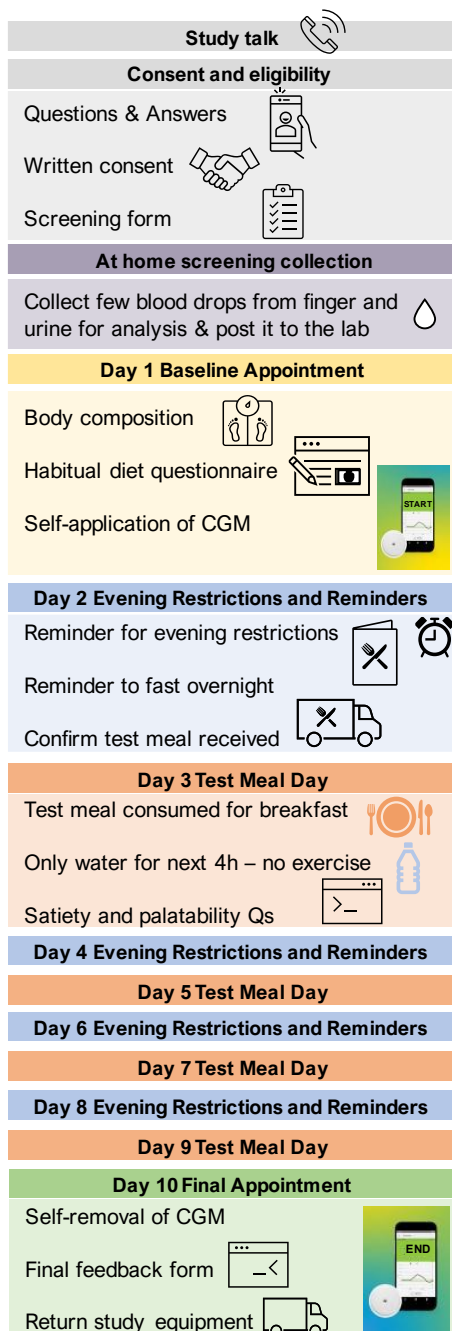 Study talk
Consent and eligibility
Questions & Answers
Written consent
Screening form
At home screening collection
Collect few blood drops from finger and
urine for analysis & post it to the lab
Day 1 Baseline Appointment
Body composition
Habitual diet questionnaire
Self-application of CGM
START
Day 2 Evening Restrictions and Reminders
Reminder for evening restrictions
Reminder to fast overnight
Confirm test meal received
Day 3 Test Meal Day
Test meal consumed for breakfast
Only water for next 4h – no exercise
Satiety and palatability Qs
Day 4 Evening Restrictions and Reminders
Day 5 Test Meal Day
Day 6 Evening Restrictions and Reminders
Day 7 Test Meal Day
Day 8 Evening Restrictions and Reminders
Day 9 Test Meal Day
Day 10 Final Appointment
Self-removal of CGM
END
Final feedback form
Return study equipment